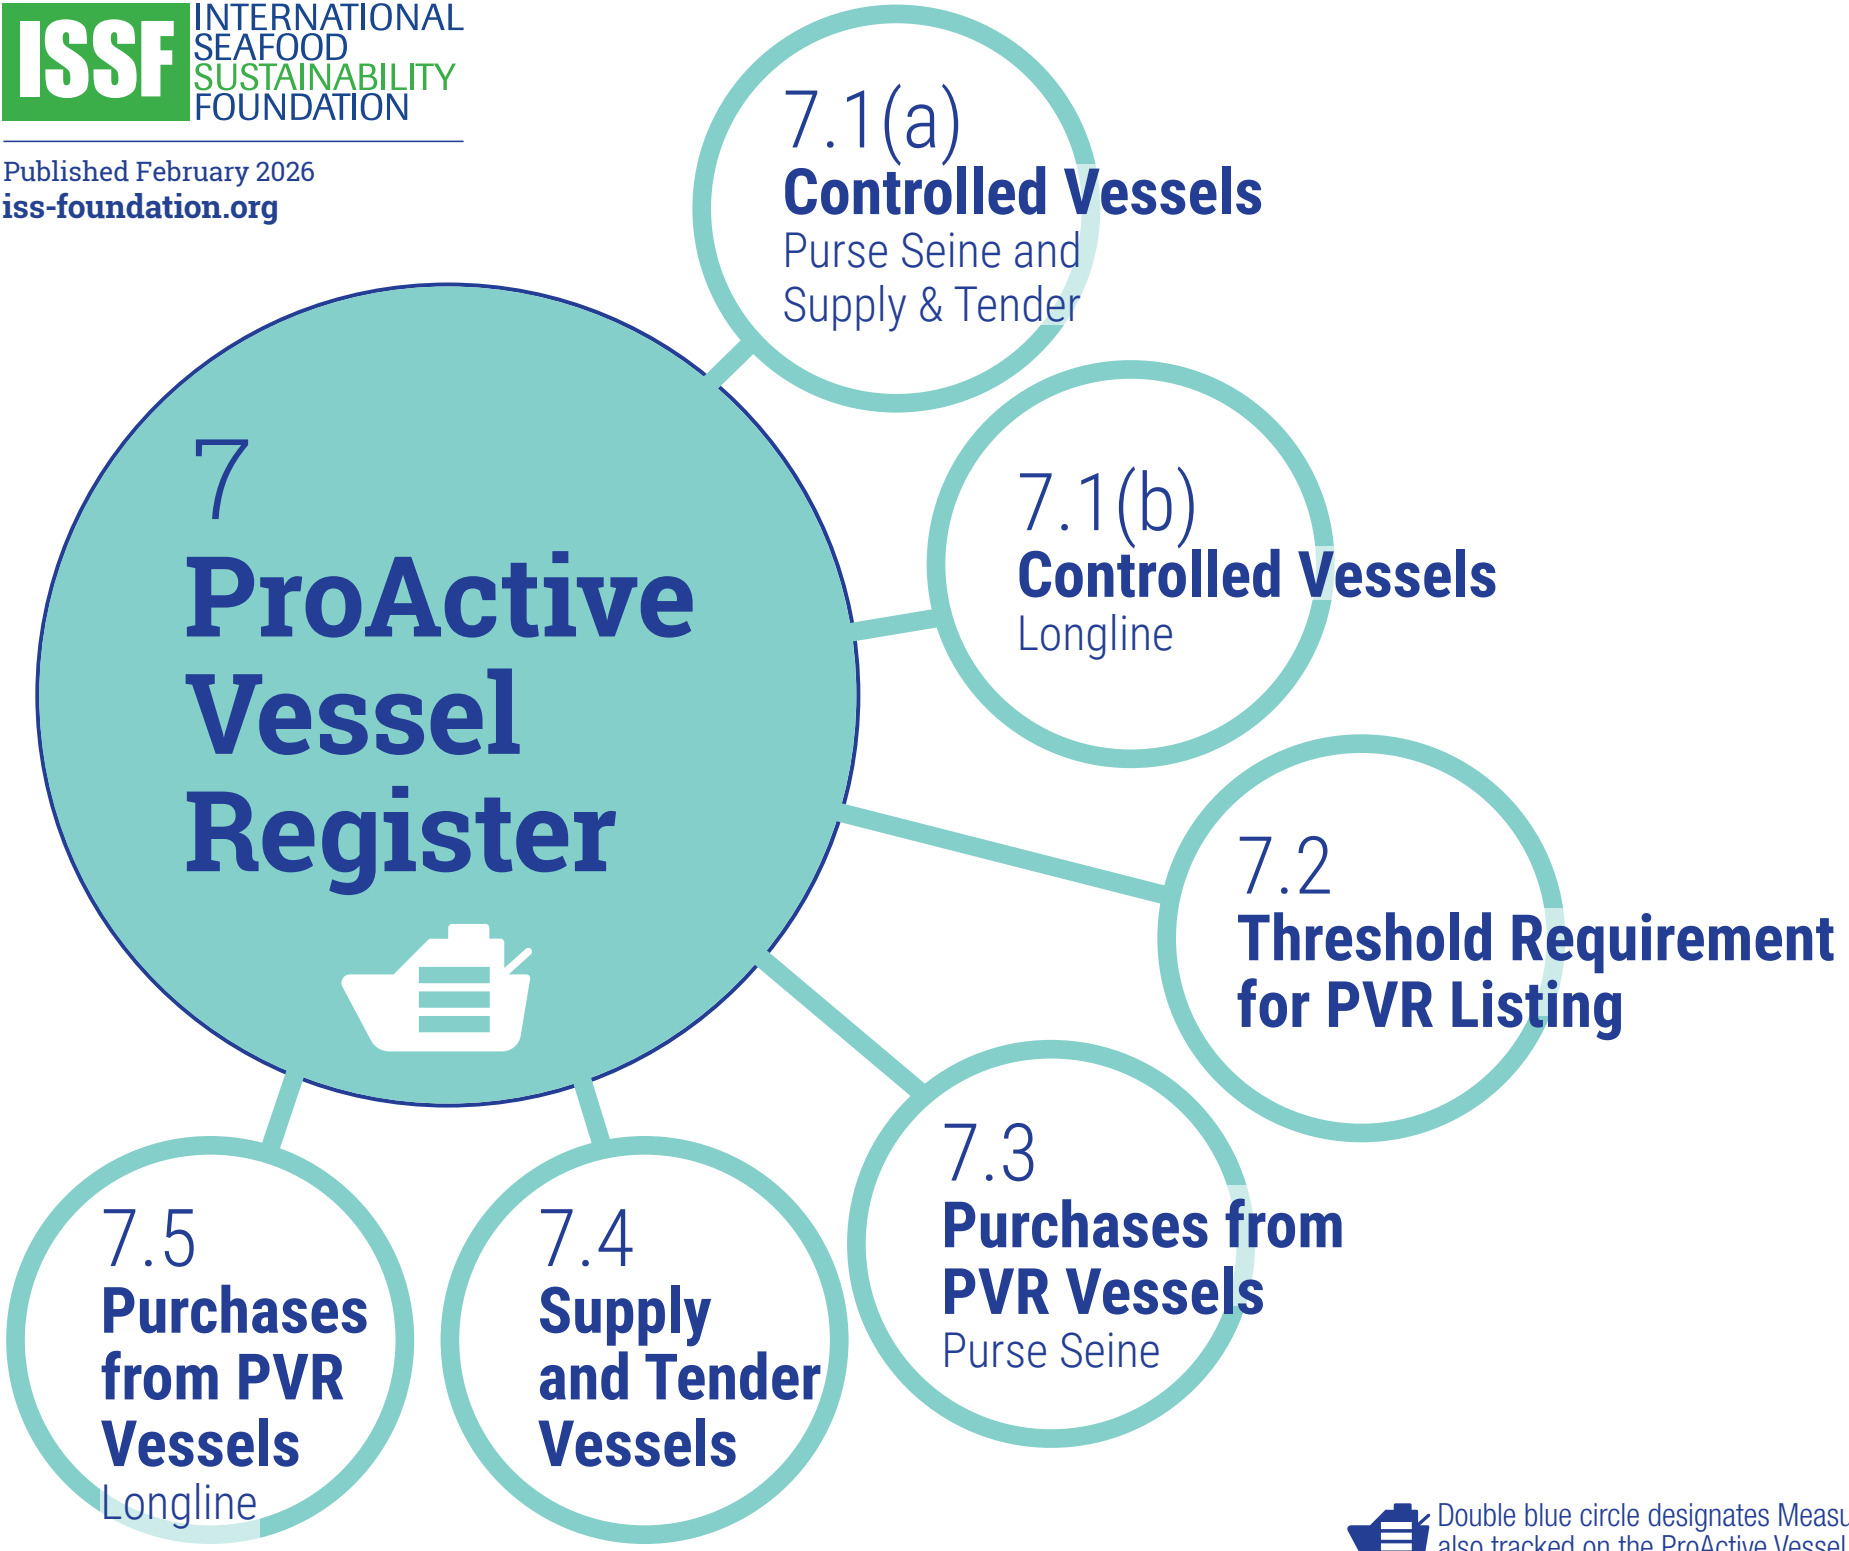 ISSF
INTERNATIONAL
SEAFOOD
SUSTAINABILITY
FOUNDATION
Published February 2026
iss-foundation.org
7
ProActive
Vessel
Register
7.1(a)
Controlled Vessels
Purse Seine and
Supply & Tender
7.1(b)
Controlled Vessels
Longline
7.2
Threshold Requirement
for PVR Listing
7.3
Purchases from
PVR Vessels
Purse Seine
7.4
Supply
and Tender
Vessels
7.5
Purchases
from PVR
Vessels
Longline
Double blue circle designates
also tracked on the ProActive Vessel